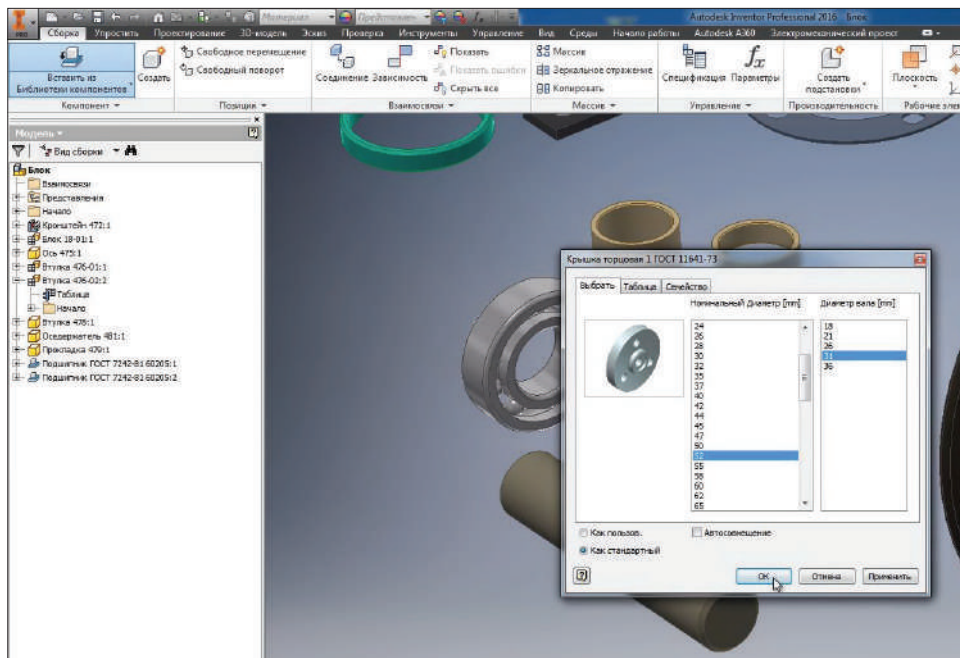 PRO
Материал
Autodesk Inventor Professional 2016 Блок
Сборка Упростить Проектирование 3D-модель Эскиз Проверка Инструменты Управление Вид Среды Начало работы Autodesk A360 Электромеханический проект
Вставить из
Библиотеки компонентов
Создать
Свободное перемещение
Свободный поворот
Соединение Зависимость
Показать
Показать ошибки
Скрыть все
Массив
Зеркальное отражение
Копировать
Спецификация Параметры
Создать
подстановки
Плоскость
Компонент Позиция Взаимосвязи Массив Управление Производительность Рабочие
Модель
Вид сборки
Блок
Взаимосвязи
Представления
Начало
Кронштейн 472:1
Блок 18-01:1
Ось 475:1
Втулка 476-01:1
Втулка 476-02:2
Таблица
Начало
Втулка 478:1
Оседержатель 481:1
Прокладка 479:1
Подшипник ГОСТ 7242-81 60205:1
Подшипник ГОСТ 7242-81 60205:2
Крышка торцовая 1 ГОСТ 11641-73
Выбрать Таблица Семейство
Номинальный диаметр [mm] Диаметр вала [mm]
24
26
28
30
32
35
37
40
42
44
45
47
50
52
55
58
60
62
65
18
21
26
31
36
Как пользов.
Автосовмещение
Как стандартный
OK Отмена Применить